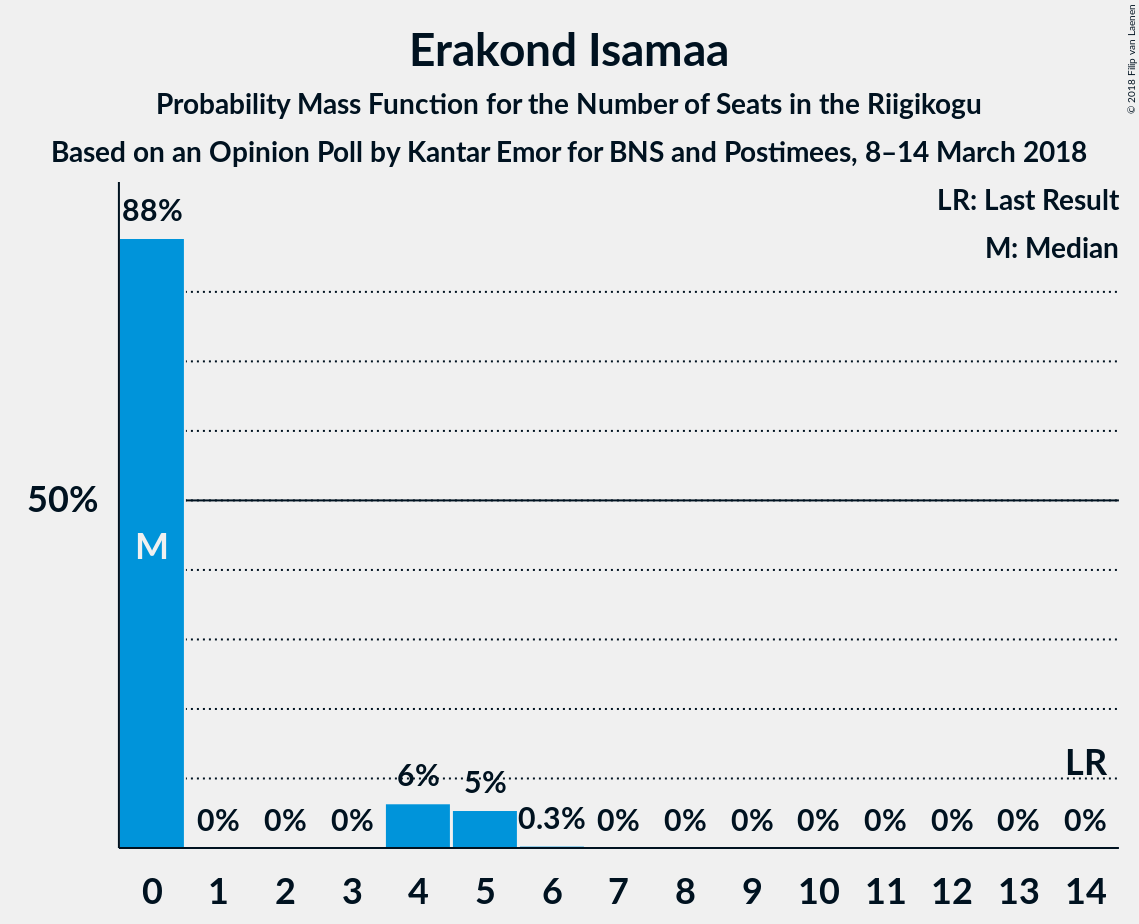 Erakond Isamaa
Probability Mass Function for the Number of Seats in the Riigikogu
Based on an Opinion Poll by Kantar Emor for BNS and Postimees, 8–14 March 2018
© 2018 Filip van Laenen
LR: Last Result
M: Median
88%
50%
M
LR
6%
5%
0% 0% 0% 0.3% 0% 0% 0% 0% 0% 0% 0% 0%
0 1 2 3 4 5 6 7 8 9 10 11 12 13 14